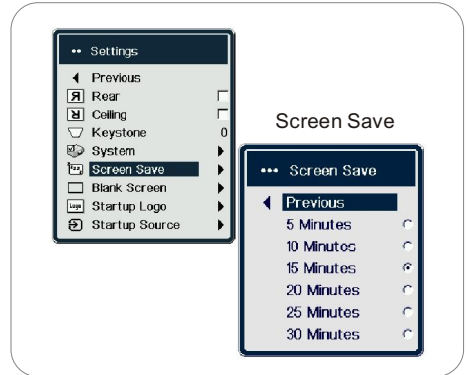 •• Settings
Previous
Rear
Ceiling
Keystone 0
System
Screen Save
Blank Screen
Startup Logo
Startup Source
Screen Save
••• Screen Save
Previous
5 Minutes
10 Minutes
15 Minutes
20 Minutes
25 Minutes
30 Minutes